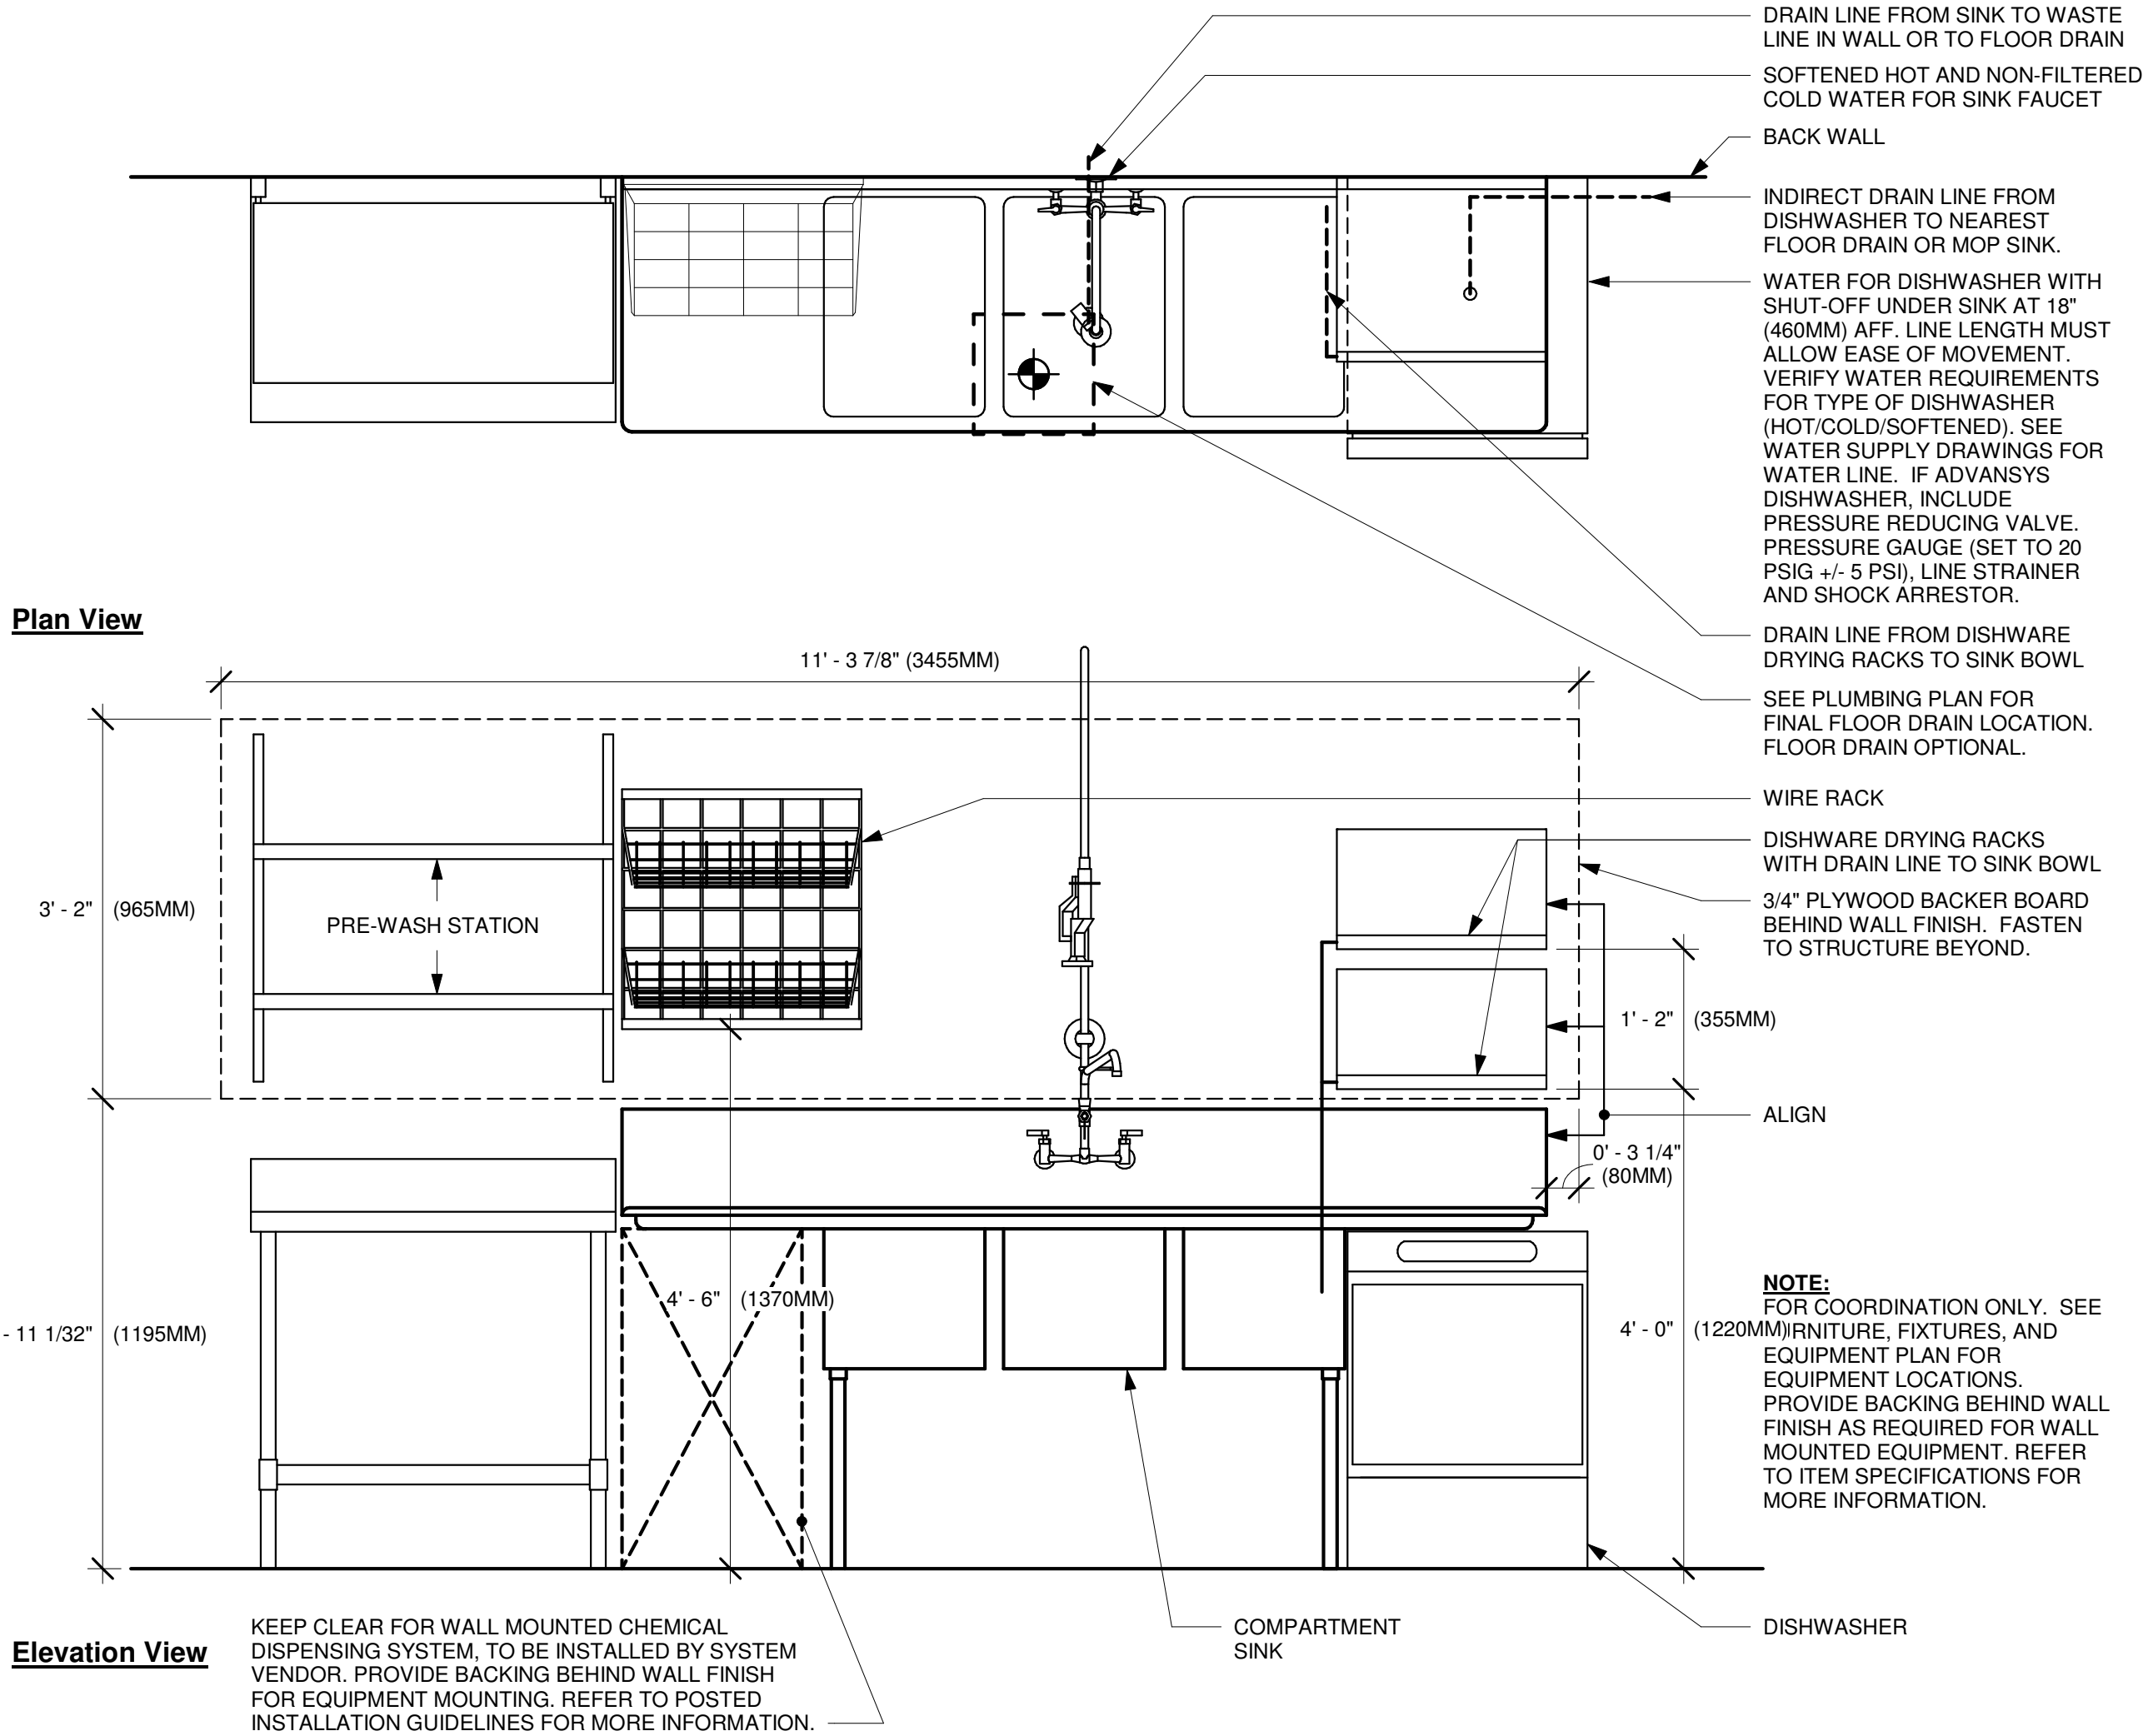 DRAIN LINE FROM SINK TO WASTE
LINE IN WALL OR TO FLOOR DRAIN
SOFTENED HOT AND NON-FILTERED
COLD WATER FOR SINK FAUCET
BACK WALL
INDIRECT DRAIN LINE FROM
DISHWASHER TO NEAREST
FLOOR DRAIN OR MOP SINK.
WATER FOR DISHWASHER WITH
SHUT-OFF UNDER SINK AT 18"
(460MM) AFF. LINE LENGTH MUST
ALLOW EASE OF MOVEMENT.
VERIFY WATER REQUIREMENTS
FOR TYPE OF DISHWASHER
(HOT/COLD/SOFTENED). SEE
WATER SUPPLY DRAWINGS FOR
WATER LINE. IF ADVANSYS
DISHWASHER, INCLUDE
PRESSURE REDUCING VALVE.
PRESSURE GAUGE (SET TO 20
PSIG +/- 5 PSI), LINE STRAINER
AND SHOCK ARRESTOR.
Plan View
DRAIN LINE FROM DISHWARE
DRYING RACKS TO SINK BOWL
11' - 3 7/8" (3455MM)
SEE PLUMBING PLAN FOR
FINAL FLOOR DRAIN LOCATION.
FLOOR DRAIN OPTIONAL.
WIRE RACK
DISHWARE DRYING RACKS
WITH DRAIN LINE TO SINK BOWL
3/4" PLYWOOD BACKER BOARD
BEHIND WALL FINISH. FASTEN
TO STRUCTURE BEYOND.
3' - 2" (965MM)
PRE-WASH STATION
1' - 2" (355MM)
ALIGN
0' - 3 1/4"
(80MM)
4' - 6" (1370MM)
- 11 1/32" (1195MM)
4' - 0" (1220MM)
NOTE:
FOR COORDINATION ONLY. SEE
RNITURE, FIXTURES, AND
EQUIPMENT PLAN FOR
EQUIPMENT LOCATIONS.
PROVIDE BACKING BEHIND WALL
FINISH AS REQUIRED FOR WALL
MOUNTED EQUIPMENT. REFER
TO ITEM SPECIFICATIONS FOR
MORE INFORMATION.
Elevation View
KEEP CLEAR FOR WALL MOUNTED CHEMICAL
DISPENSING SYSTEM, TO BE INSTALLED BY SYSTEM
VENDOR. PROVIDE BACKING BEHIND WALL FINISH
FOR EQUIPMENT MOUNTING. REFER TO POSTED
INSTALLATION GUIDELINES FOR MORE INFORMATION.
COMPARTMENT
SINK
DISHWASHER